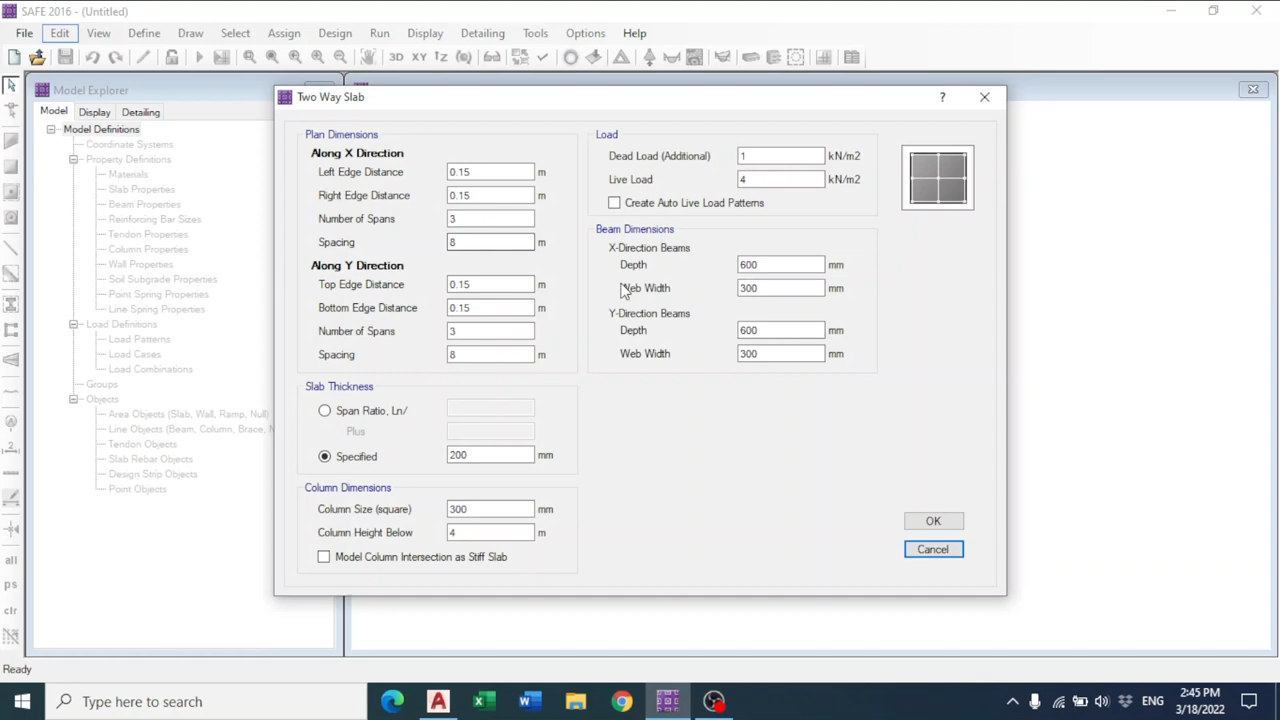 SAFE 2016 - (Untitled)
File Edit View Define Draw Select Assign Design Run Display Detailing Tools Options Help
3D XY
Model Explorer
Model Display Detailing
Model Definitions
Coordinate Systems
Property Definitions
Materials
Slab Properties
Beam Properties
Reinforcing Bar Sizes
Tendon Properties
Column Properties
Wall Properties
Soil Subgrade Properties
Point Spring Properties
Line Spring Properties
Load Definitions
Load Patterns
Load Cases
Load Combinations
Groups
Objects
Area Objects (Slab, Wall, Ramp, Null)
Line Objects (Beam, Column, Brace, N
Tendon Objects
Slab Rebar Objects
Design Strip Objects
Point Objects
all
ps
clr
Two Way Slab ?
Plan Dimensions
Along X Direction
Left Edge Distance 0.15 m
Right Edge Distance 0.15 m
Number of Spans 3
Spacing 8 m
Along Y Direction
Top Edge Distance 0.15 m
Bottom Edge Distance 0.15 m
Number of Spans 3
Spacing 8 m
Slab Thickness
Span Ratio, Ln/
Plus
Specified 200 mm
Column Dimensions
Column Size (square) 300 mm
Column Height Below 4 m
Model Column Intersection as Stiff Slab
Load
Dead Load (Additional) 1 kN/m2
Live Load 4 kN/m2
Create Auto Live Load Patterns
Beam Dimensions
X-Direction Beams
Depth 600 mm
Web Width 300 mm
Y-Direction Beams
Depth 600 mm
Web Width 300 mm
OK
Cancel
Ready
Type here to search
ENG
2:45 PM
3/18/2022